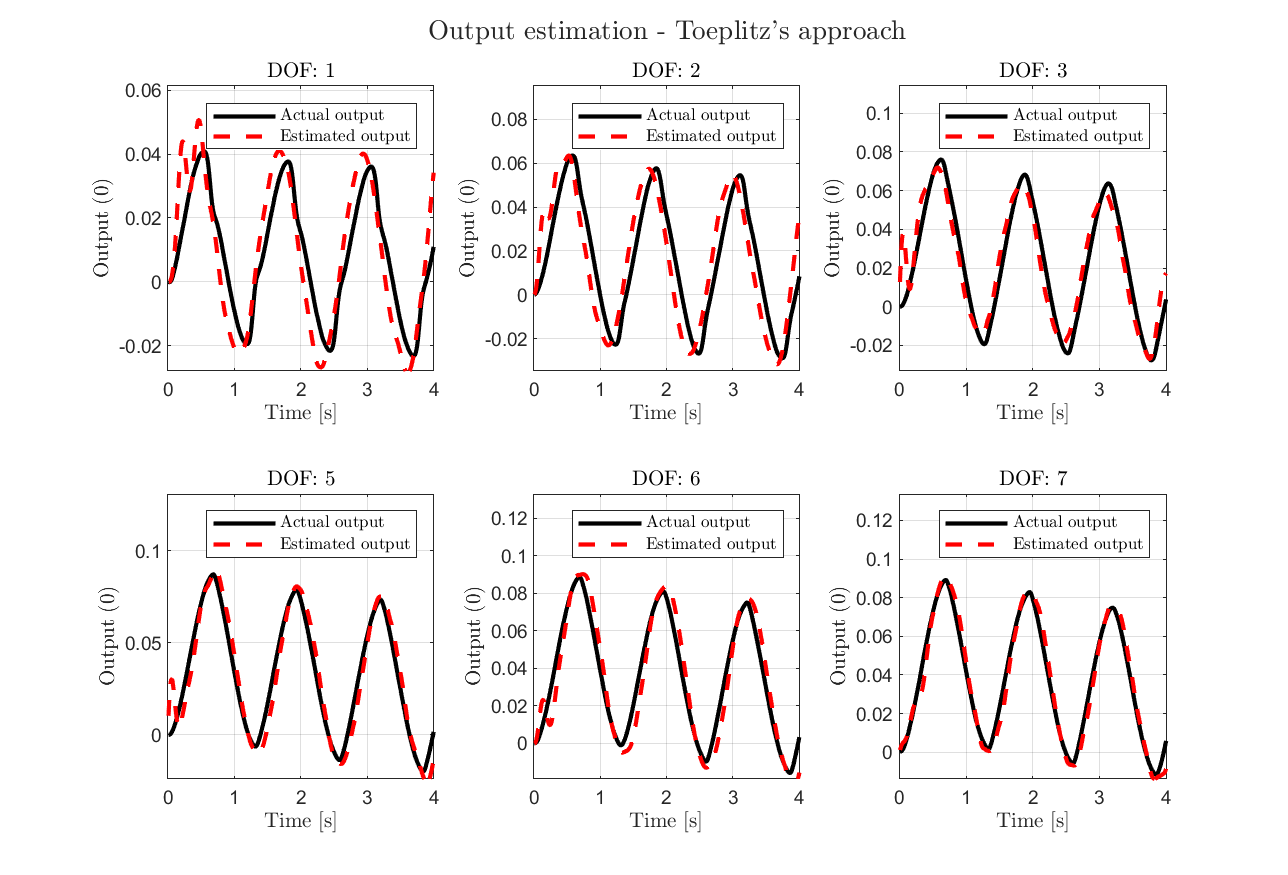 Output estimation - Toeplitz's approach
DOF: 1
Actual output
Estimated output
0.06
0.04
0.02
0
-0.02
Output (0)
0 1 2 3 4
Time [s]
DOF: 2
Actual output
Estimated output
0.08
0.06
0.04
0.02
0
-0.02
Output (0)
0 1 2 3 4
Time [s]
DOF: 3
Actual output
Estimated output
0.1
0.08
0.06
0.04
0.02
0
-0.02
Output (0)
0 1 2 3 4
Time [s]
DOF: 5
Actual output
Estimated output
0.1
0.05
0
Output (0)
0 1 2 3 4
Time [s]
DOF: 6
Actual output
Estimated output
0.12
0.1
0.08
0.06
0.04
0.02
0
Output (0)
0 1 2 3 4
Time [s]
DOF: 7
Actual output
Estimated output
0.12
0.1
0.08
0.06
0.04
0.02
0
Output (0)
0 1 2 3 4
Time [s]